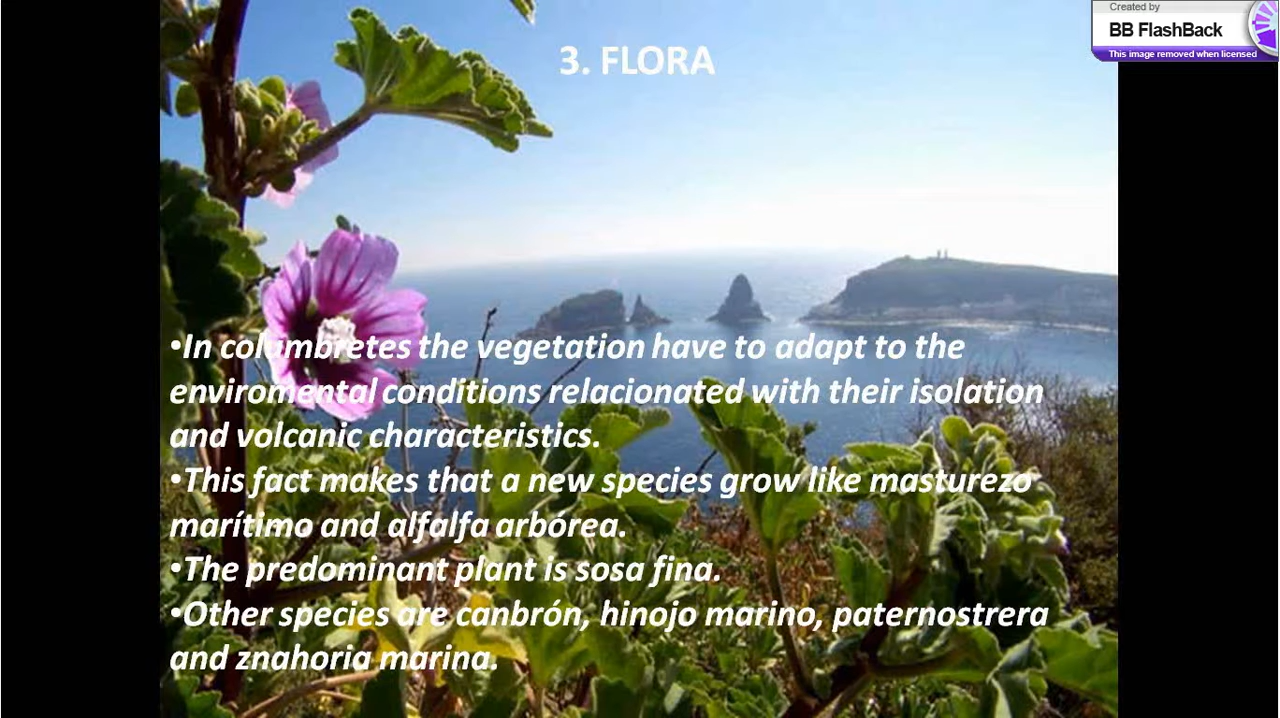 Created by
BB FlashBack
This image removed when licensed
3. FLORA
•In columbretes the vegetation have to adapt to the
enviromental conditions relacionated with their isolation
and volcanic characteristics.
•This fact makes that a new species grow like masturezo
marítimo and alfalfa arbórea.
•The predominant plant is sosa fina.
•Other species are canbrón, hinojo marino, paternostrera
and znahoria marina.